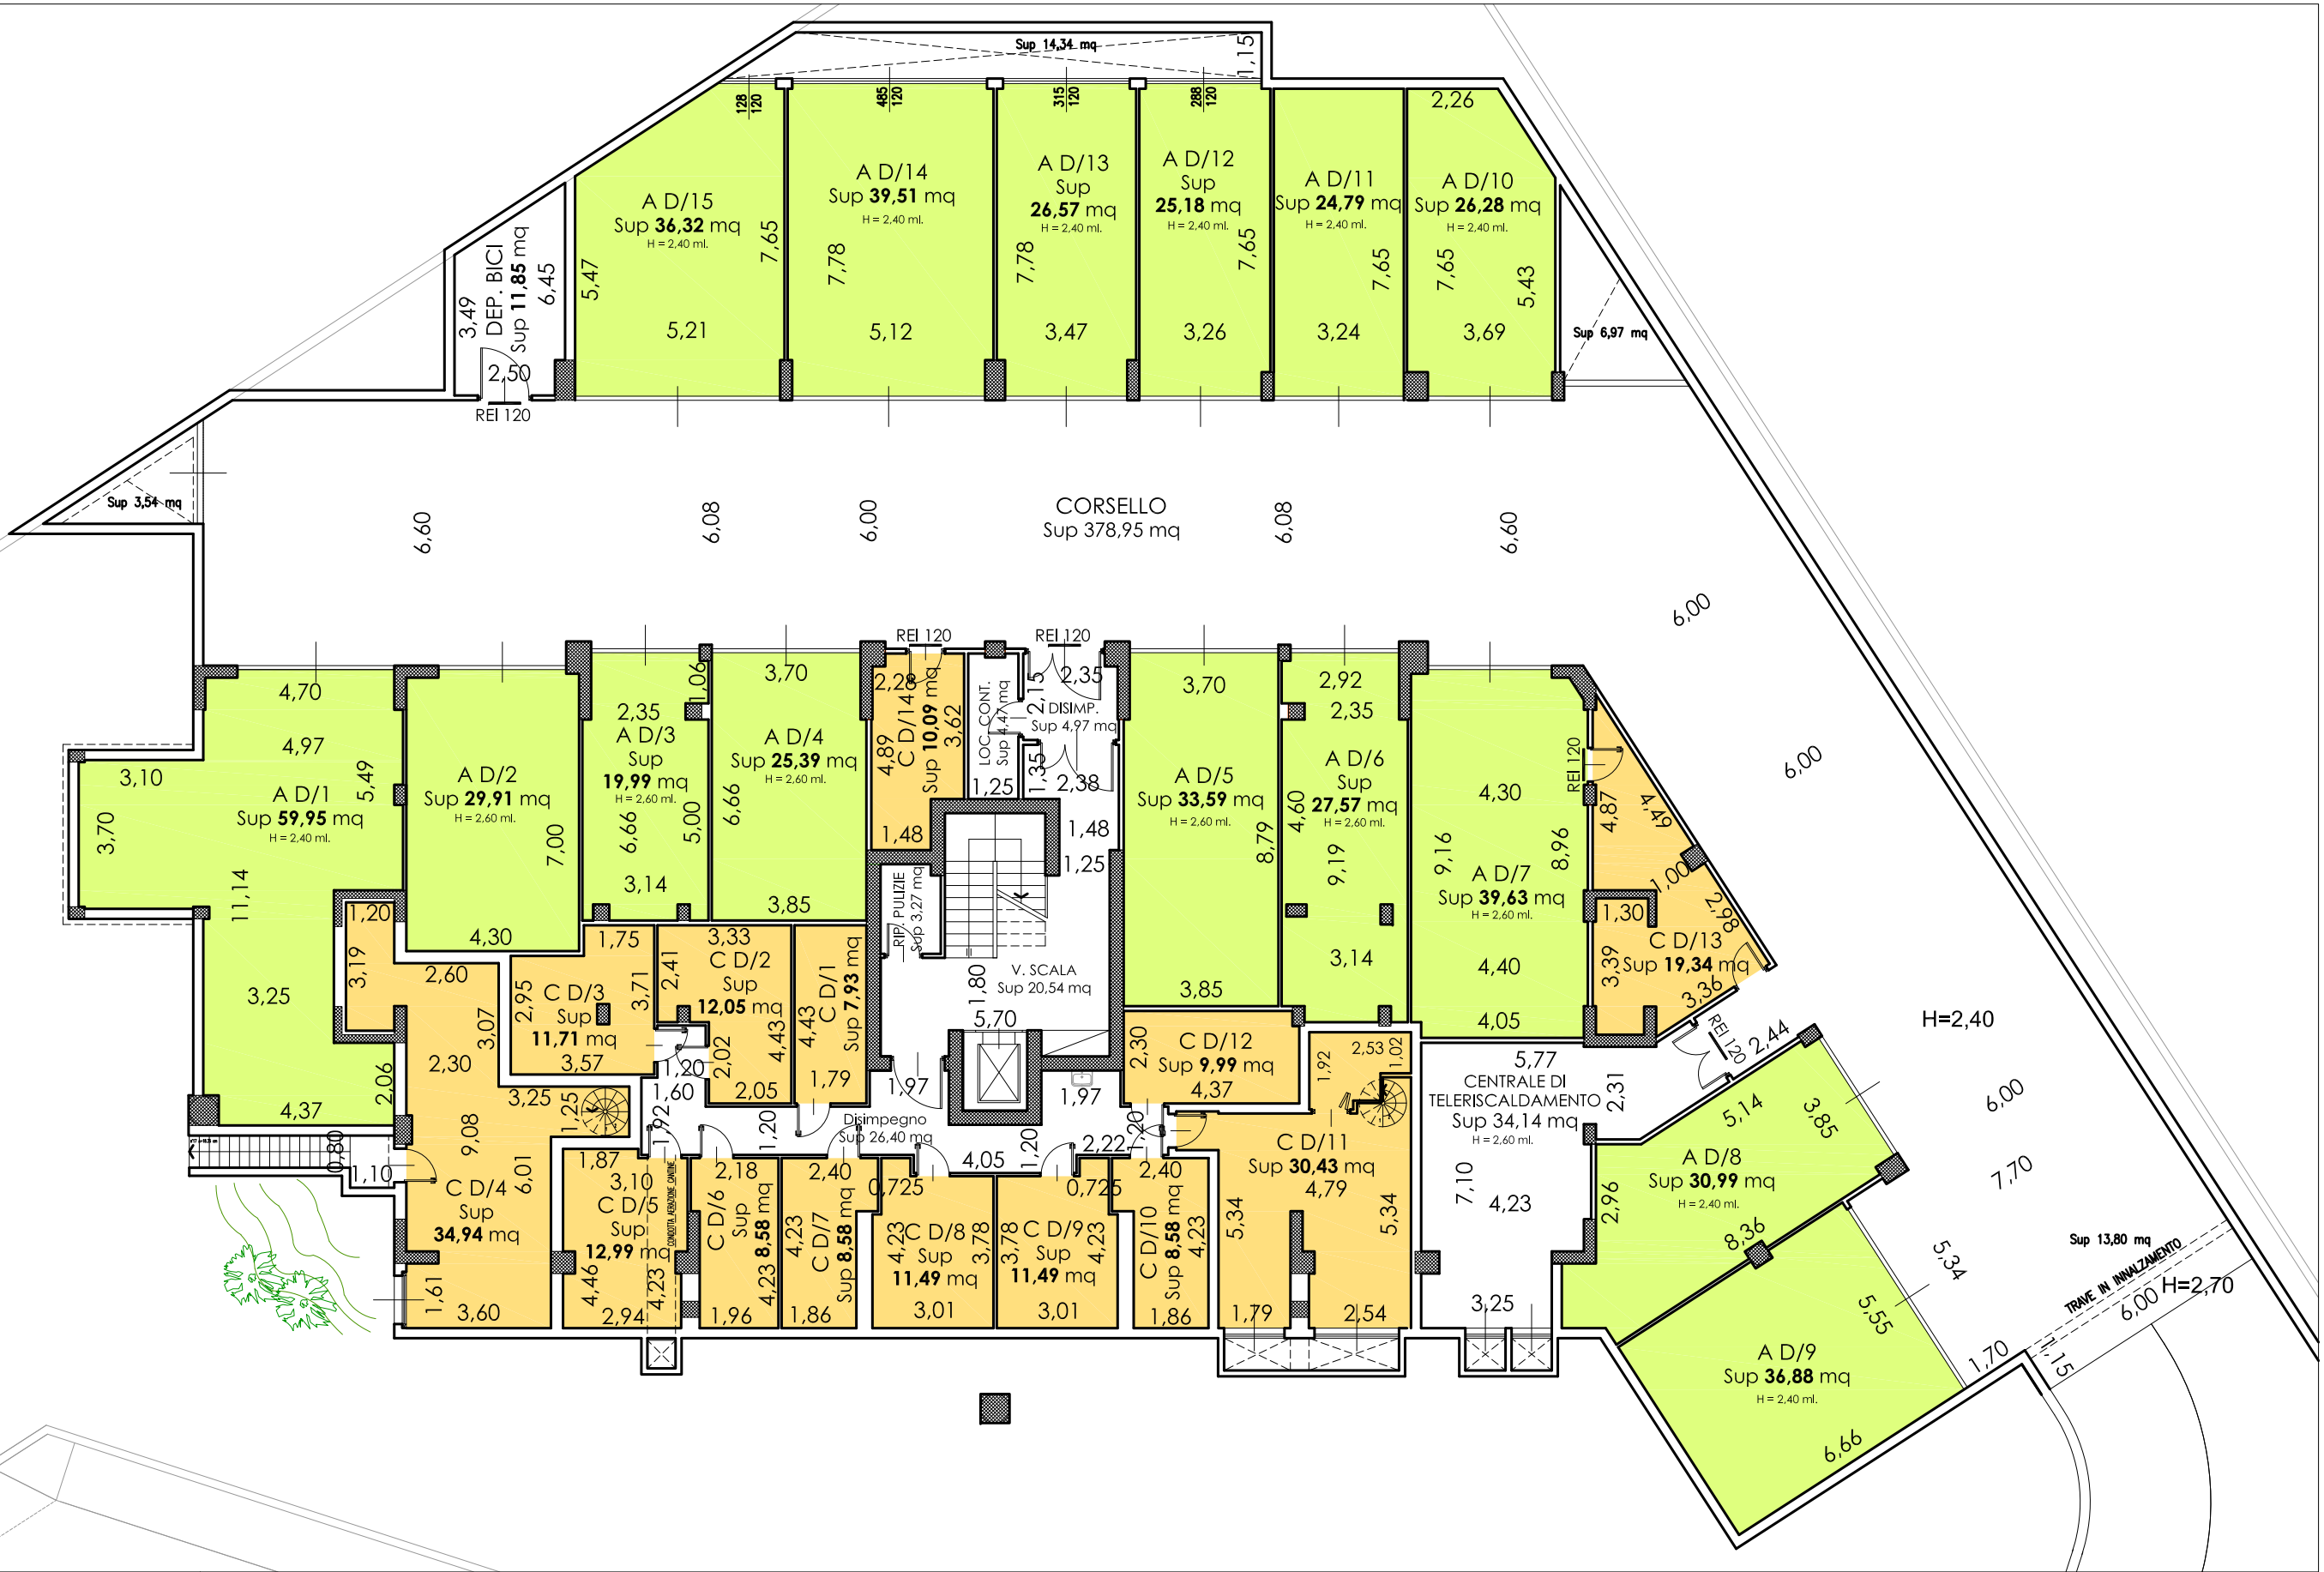 Sup 14,34 mq
1,15
128
120
485
120
315
120
288
120
2,26
A D/15
Sup 36,32 mq
H = 2,40 ml.
7,65
5,47
5,21
A D/14
Sup 39,51 mq
H = 2,40 ml.
7,78
5,12
A D/13
Sup
26,57 mq
H = 2,40 ml.
7,78
3,47
A D/12
Sup
25,18 mq
H = 2,40 ml.
7,65
3,26
A D/11
Sup 24,79 mq
H = 2,40 ml.
7,65
3,24
A D/10
Sup 26,28 mq
H = 2,40 ml.
7,65
5,43
3,69
Sup 6,97 mq
DEP. BICI
Sup 11,85 mq
3,49
6,45
2,50
REI 120
Sup 3,54 mq
6,60
6,08
6,00
CORSELLO
Sup 378,95 mq
6,08
6,60
6,00
6,00
6,00
7,70
4,70
4,97
3,10
3,70
5,49
A D/1
Sup 59,95 mq
H = 2,40 ml.
11,14
3,25
2,06
4,37
A D/2
Sup 29,91 mq
H = 2,60 ml.
7,00
4,30
1,06
2,35
A D/3
Sup
19,99 mq
H = 2,60 ml.
6,66
5,00
3,14
3,70
A D/4
Sup 25,39 mq
H = 2,60 ml.
6,66
3,85
REI 120
2,28
C D/14
Sup 10,09 mq
4,89
3,62
1,48
LOC. CONT.
Sup 4,47 mq
1,25
REI 120
2,35
2,15
DISIMP.
Sup 4,97 mq
1,35
2,38
1,48
1,25
RIP. PULIZIE
Sup 3,27 mq
V. SCALA
Sup 20,54 mq
1,80
5,70
3,70
A D/5
Sup 33,59 mq
H = 2,60 ml.
8,79
3,85
2,92
2,35
A D/6
Sup
27,57 mq
H = 2,60 ml.
4,60
9,19
3,14
4,30
A D/7
Sup 39,63 mq
H = 2,60 ml.
9,16
8,96
4,40
4,05
REI 120
4,87
4,49
1,00
2,98
1,30
3,39
C D/13
Sup 19,34 mq
3,36
REI 120
2,44
H=2,40
1,20
3,19
2,60
3,07
2,30
3,25
1,25
9,08
6,01
C D/4
Sup
34,94 mq
1,61
3,60
0,80
1,10
1,75
2,95
3,71
C D/3
Sup
11,71 mq
3,57
3,33
2,41
C D/2
Sup
12,05 mq
4,43
2,02
2,05
1,20
1,60
1,92
C D/1
Sup 7,93 mq
4,43
1,79
1,97
Disimpegno
Sup 26,40 mq
1,20
4,05
1,20
1,97
2,22
1,20
2,30
C D/12
Sup 9,99 mq
4,37
1,87
3,10
C D/5
Sup
12,99 mq
4,46
4,23
2,94
CONDOTTA AERAZIONE CANTINE
2,18
C D/6
Sup
8,58 mq
4,23
1,96
2,40
C D/7
Sup 8,58 mq
4,23
1,86
0,725
C D/8
Sup
11,49 mq
4,23
3,78
3,01
0,725
C D/9
Sup
11,49 mq
3,78
4,23
3,01
2,40
C D/10
Sup 8,58 mq
4,23
1,86
1,92
2,53
1,02
C D/11
Sup 30,43 mq
4,79
5,34
5,34
1,79
2,54
5,77
CENTRALE DI
TELERISCALDAMENTO
Sup 34,14 mq
H = 2,60 ml.
2,31
7,10
4,23
3,25
5,14
3,85
A D/8
Sup 30,99 mq
H = 2,40 ml.
2,96
8,36
5,34
5,55
A D/9
Sup 36,88 mq
H = 2,40 ml.
6,66
1,70
1,15
Sup 13,80 mq
TRAVE IN INNALZAMENTO
6,00
H=2,70